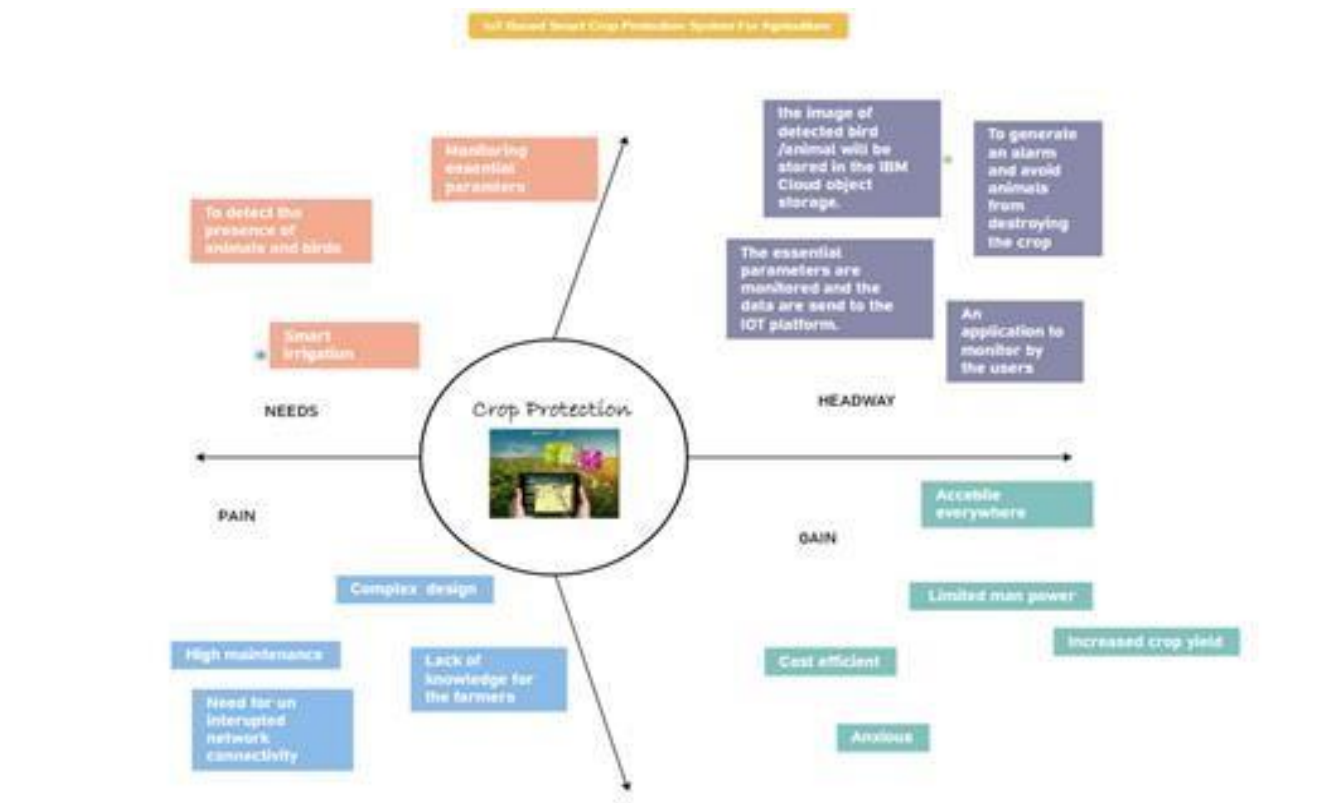 IoT Based Smart Crop Protection System For Agriculture
Monitoring
essential
paramters
To detect the
presence of
animals and birds
Smart
irrigation
NEEDS
the image of
detected bird
/animal will be
stored in the IBM
Cloud object
storage.
To generate
an alarm
and avoid
animals
from
destroying
the crop
The essential
parameters are
monitored and the
data are send to the
IOT platform.
An
application to
monitor by
the users
HEADWAY
Crop Protection
PAIN
Complex design
High maintenance
Lack of
knowledge for
the farmers
Need for un
interupted
network
connectivity
GAIN
Acceblie
everywhere
Limited man power
Increased crop yield
Cost efficient
Anxious